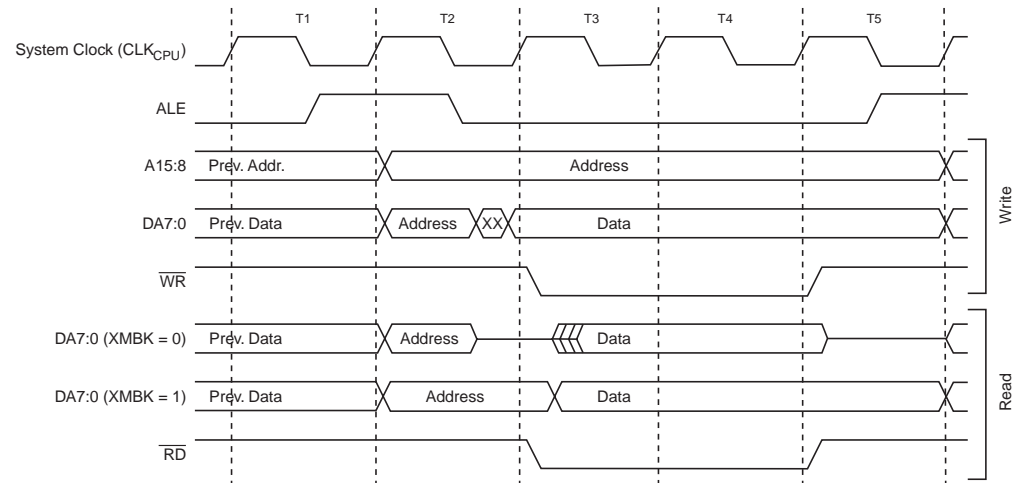 T1 T2 T3 T4 T5
System Clock (CLKCPU)
ALE
A15:8 Prev. Addr. Address
DA7:0 Prev. Data Address XX Data
WR
Write
DA7:0 (XMBK = 0) Prev. Data Address Data
DA7:0 (XMBK = 1) Prev. Data Address Data
RD
Read